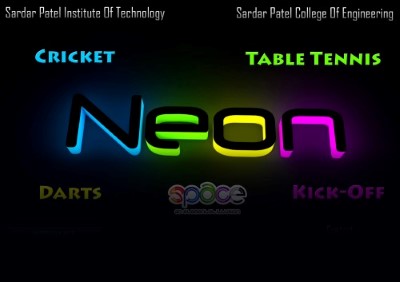 Sardar Patel Institute Of Technology
Sardar Patel College Of Engineering
Cricket
Table Tennis
Neon
Darts
space
Kick-Off